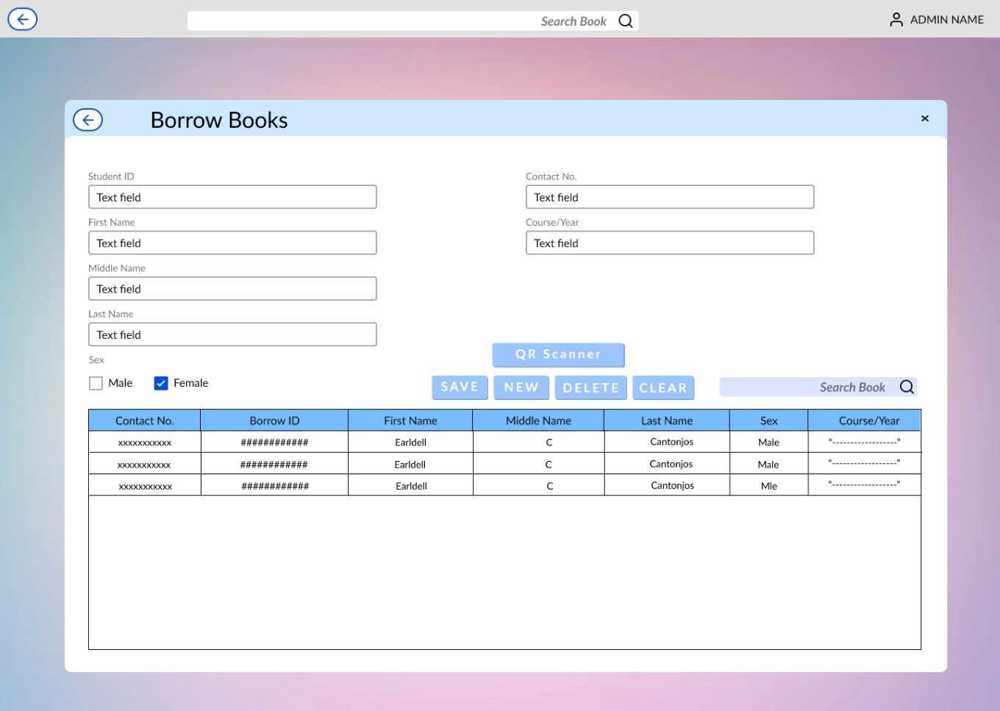 Search Book
ADMIN NAME
Borrow Books
×
Student ID
Text field
Contact No.
Text field
First Name
Text field
Course/Year
Text field
Middle Name
Text field
Last Name
Text field
Sex
Male Female
QR Scanner
SAVE NEW DELETE CLEAR
Search Book
Contact No. Borrow ID First Name Middle Name Last Name Sex Course/Year
xxxxxxxxxxx ############ Earldell C Cantonjos Male “------------------”
xxxxxxxxxxx ############ Earldell C Cantonjos Male “------------------”
xxxxxxxxxxx ############ Earldell C Cantonjos Mle “------------------”